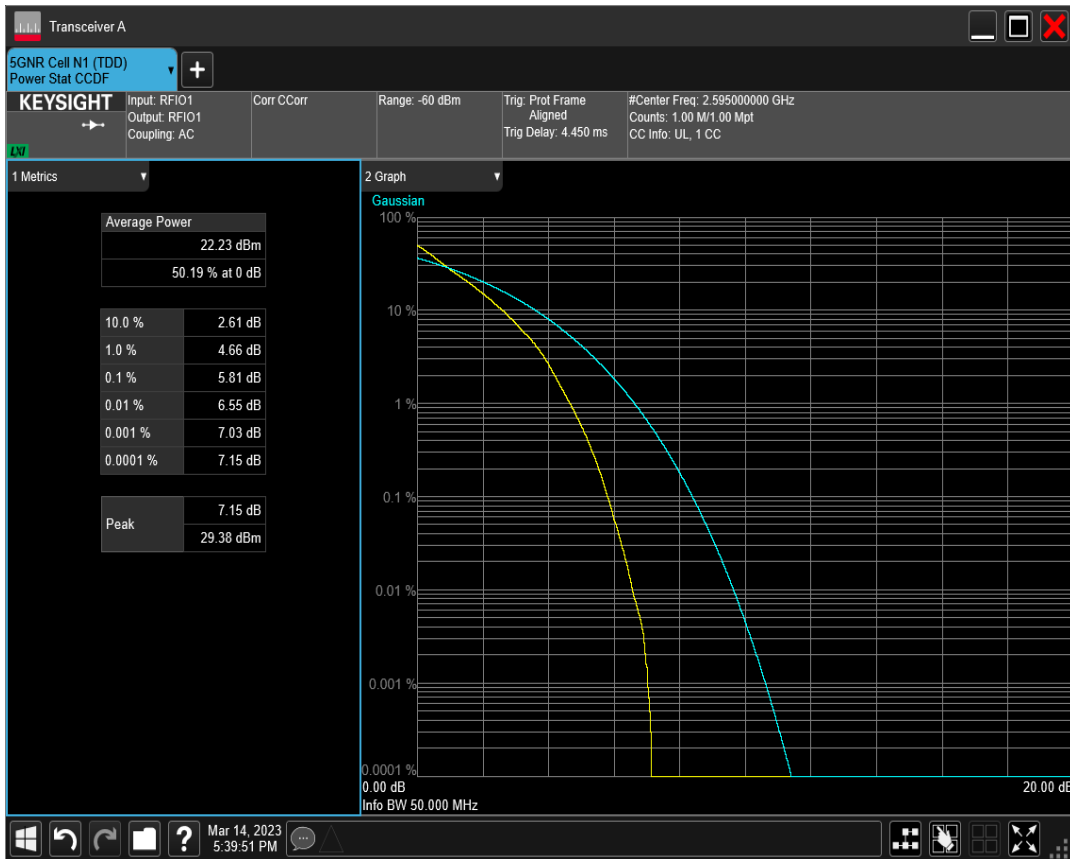 Transceiver A
5GNR Cell N1 (TDD)
Power Stat CCDF
KEYSIGHT
LXI
Input: RFIO1
Output: RFIO1
Coupling: AC
Corr CCorr
Range: -60 dBm
Trig: Prot Frame
Aligned
Trig Delay: 4.450 ms
#Center Freq: 2.595000000 GHz
Counts: 1.00 M/1.00 Mpt
CC Info: UL, 1 CC
1 Metrics
Average Power
22.23 dBm
50.19 % at 0 dB
10.0 % 2.61 dB
1.0 % 4.66 dB
0.1 % 5.81 dB
0.01 % 6.55 dB
0.001 % 7.03 dB
0.0001 % 7.15 dB
Peak
7.15 dB
29.38 dBm
2 Graph
Gaussian
100 %
10 %
1 %
0.1 %
0.01 %
0.001 %
0.0001 %
0.00 dB
20.00 dB
Info BW 50.000 MHz
?
Mar 14, 2023
5:39:51 PM